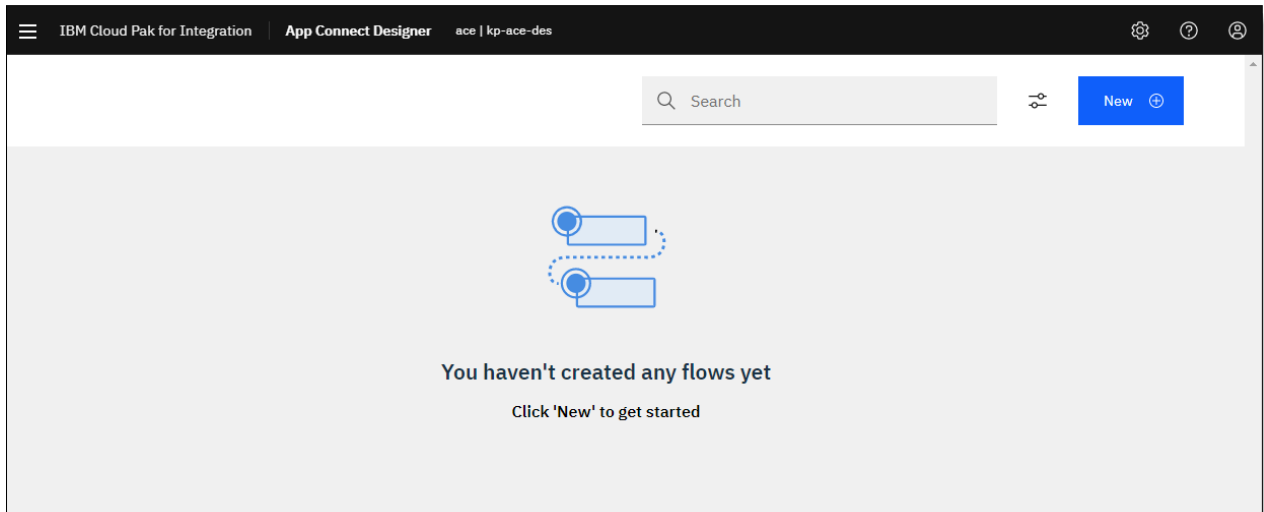 IBM Cloud Pak for Integration App Connect Designer ace | kp-ace-des
Search
New
You haven't created any flows yet
Click 'New' to get started